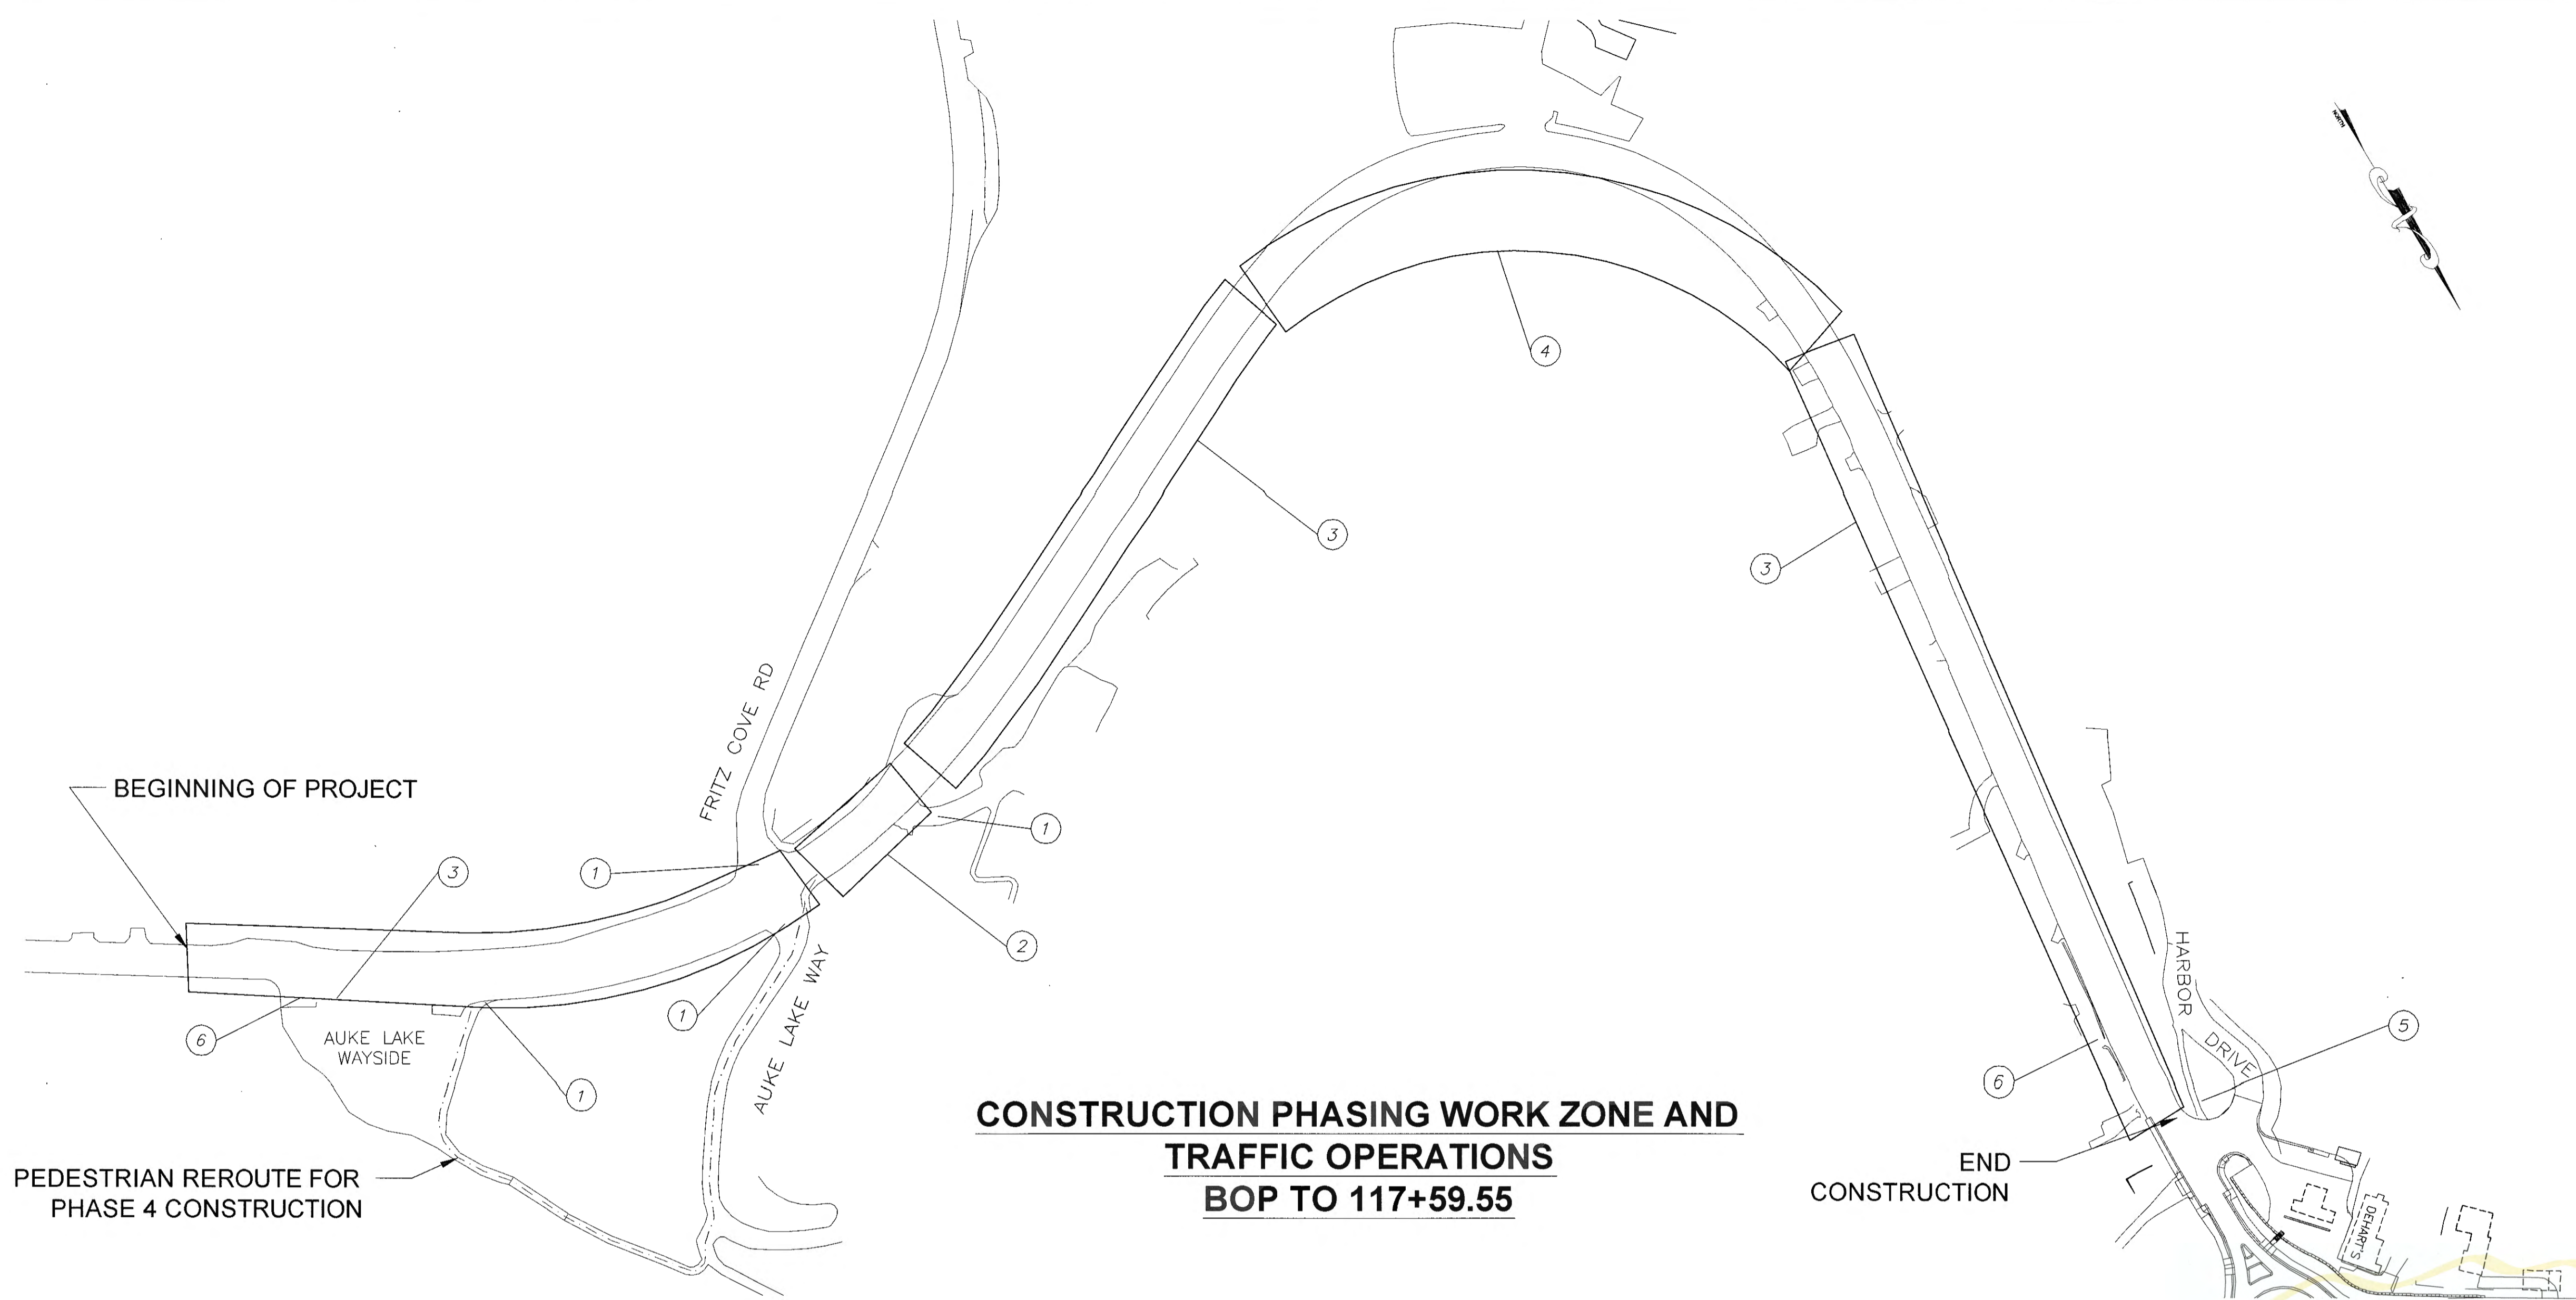 NORTH
4
3
3
FRITZ COVE RD
BEGINNING OF PROJECT
1
3
1
2
1
6
AUKE LAKE
WAYSIDE
1
AUKE LAKE WAY
HARBOR
DRIVE
5
6
PEDESTRIAN REROUTE FOR
PHASE 4 CONSTRUCTION
CONSTRUCTION PHASING WORK ZONE AND
TRAFFIC OPERATIONS
BOP TO 117+59.55
END
CONSTRUCTION
DEHART'S